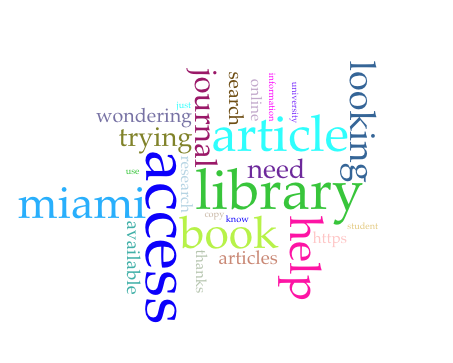 looking
journal
search
online
information
university
just
wondering
article
trying
research
need
use
access
library
miami
copy
know
book
help
student
available
https
articles
thanks